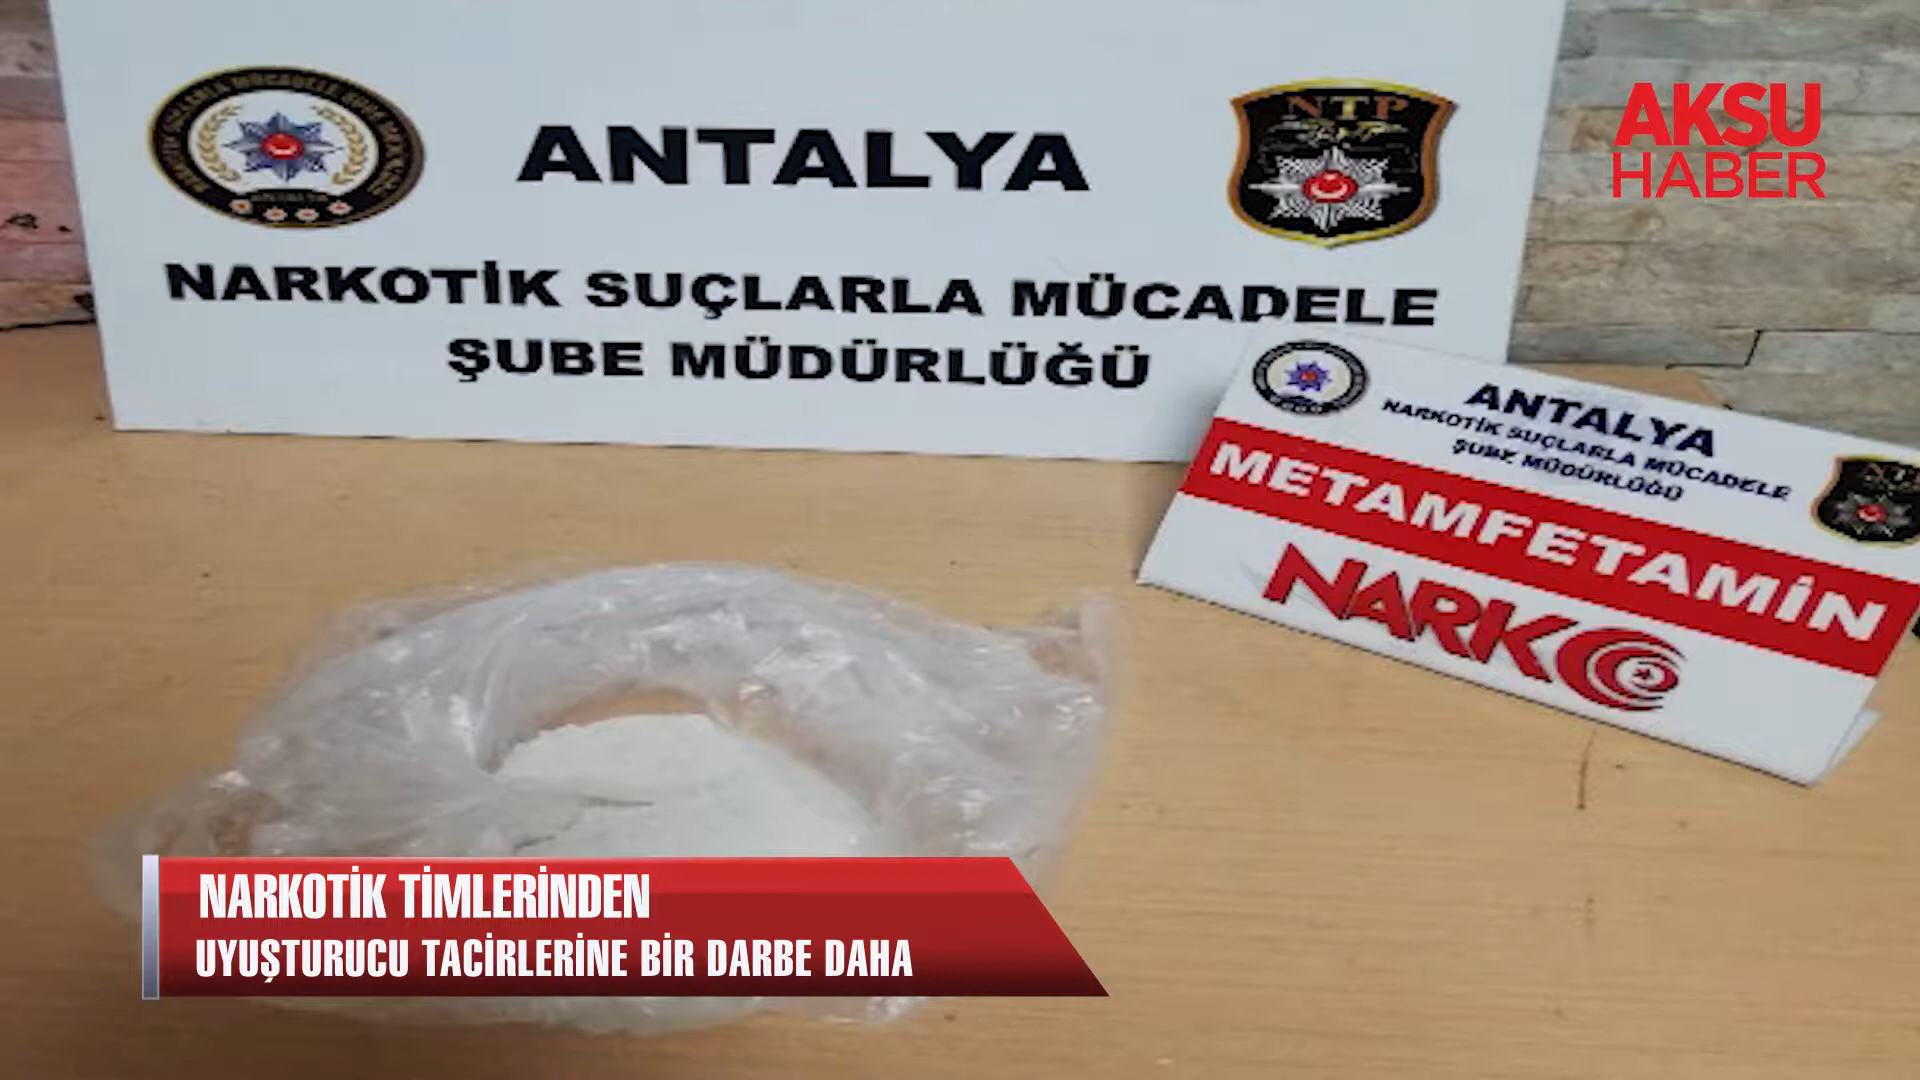 ANTALYA
NTP
NARKOTİK SUÇLARLA MÜCADELE
ŞUBE MÜDÜRLÜĞÜ
AKSU
HABER
ANTALYA
NARKOTİK SUÇLARLA MÜCADELE
ŞUBE MÜDÜRLÜĞÜ
NTP
METAMFETAMİN
NARKO
NARKOTİK TİMLERİNDEN
UYUŞTURUCU TACİRLERİNE BİR DARBE DAHA